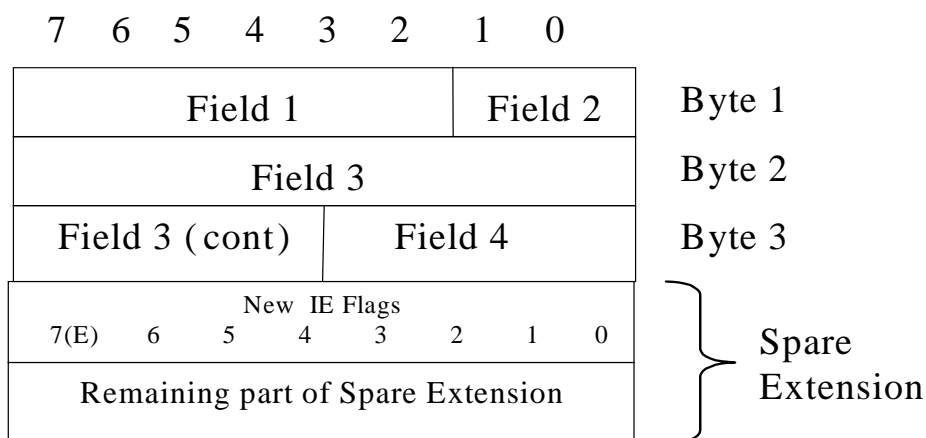 7 6 5 4 3 2 1 0
Field 1 Field 2 Byte 1
Field 3 Byte 2
Field 3 (cont) Field 4 Byte 3
New IE Flags
7(E) 6 5 4 3 2 1 0
Remaining part of Spare Extension
Spare
Extension